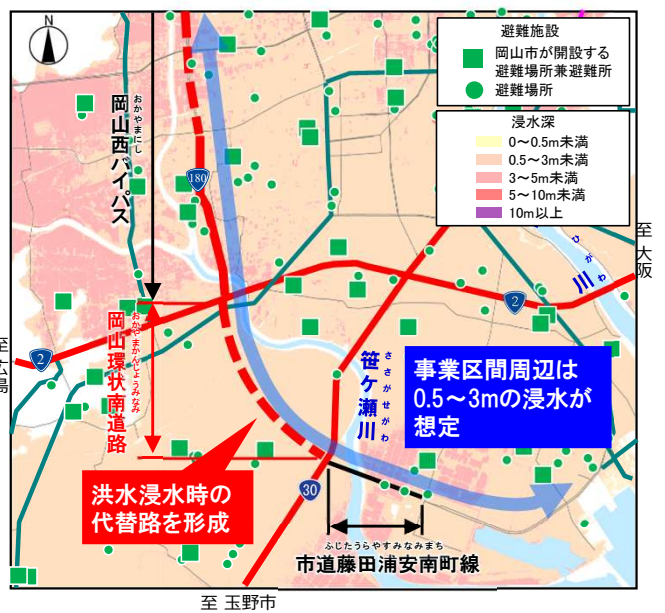 N
避難施設
岡山市が開設する
避難場所兼避難所
避難場所
浸水深
0～0.5m未満
0.5～3m未満
3～5m未満
5～10m未満
10m以上
おかやまにし
岡山西バイパス
180
至 大阪
ひがわ
川
2
2
至 広島
おかやまかんじょうみなみ
岡山環状南道路
ささがせがわ
笹ケ瀬川
事業区間周辺は
0.5～3mの浸水が
想定
洪水浸水時の
代替路を形成
30
ふじたうらやすみなみまち
市道藤田浦安南町線
至 玉野市